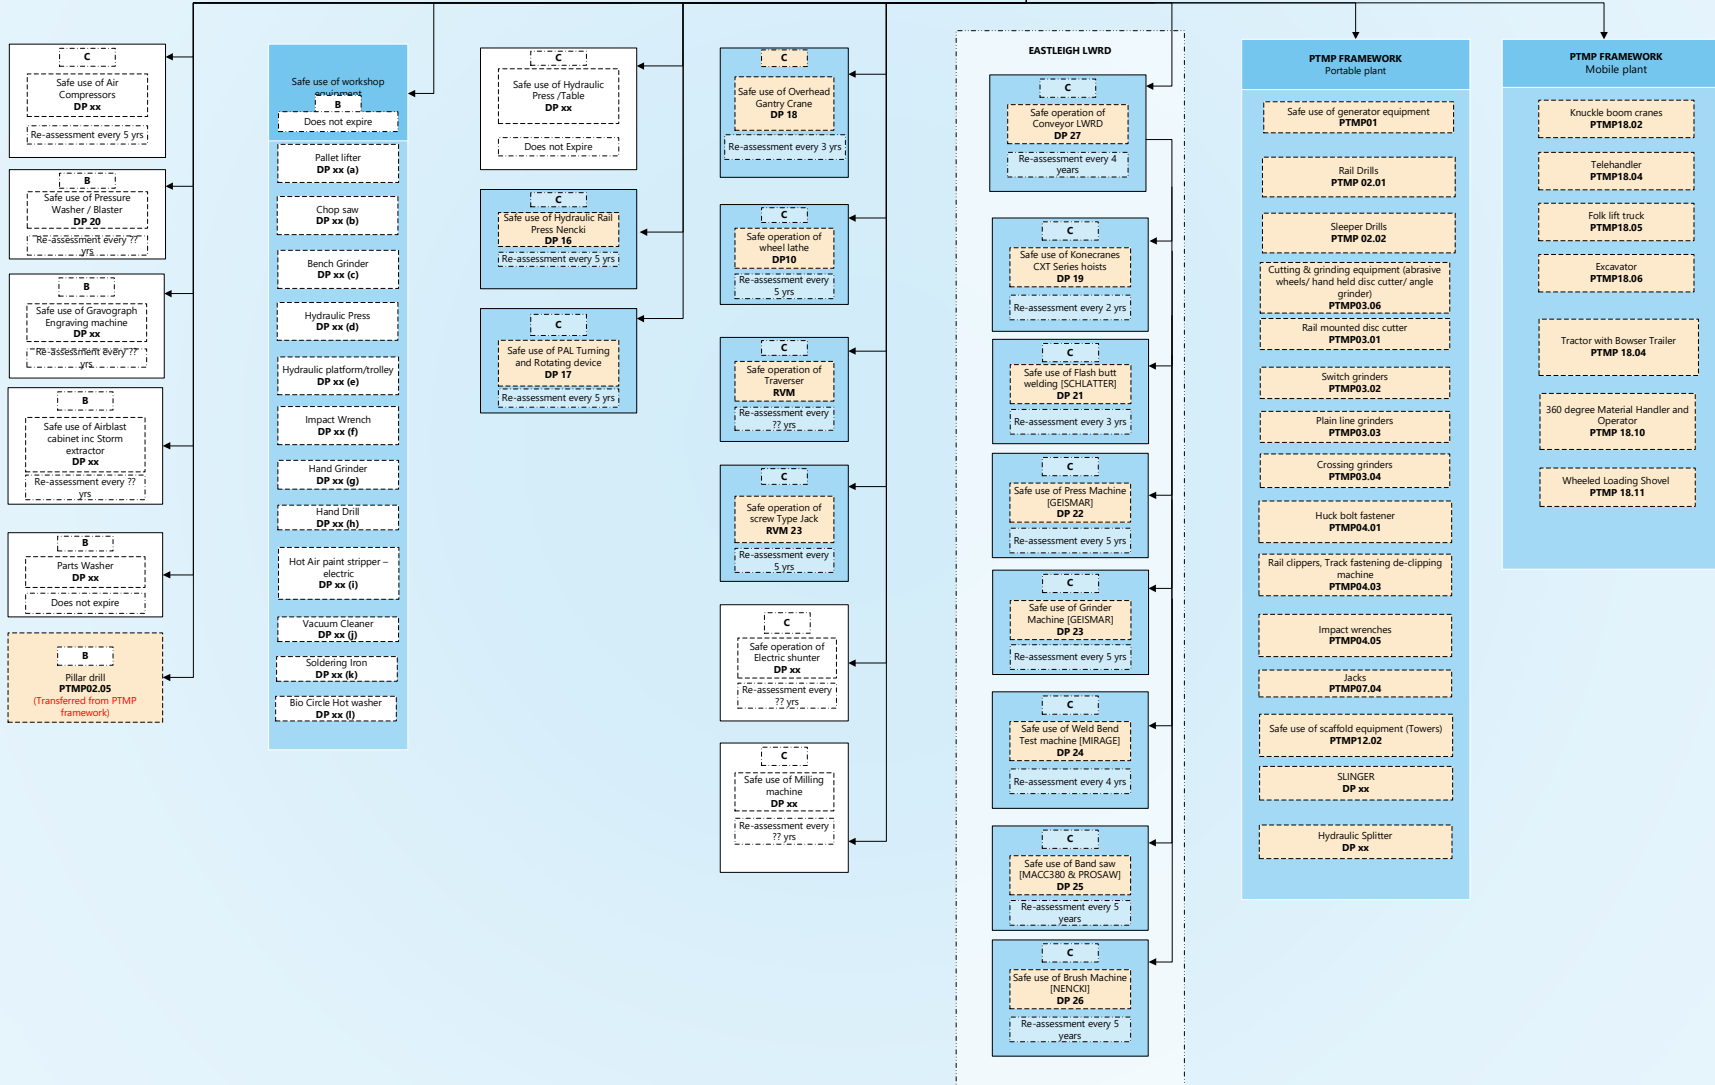 C
Safe use of Air
Compressors
DP xx
Re-assessment every 5 yrs
B
Safe use of Pressure
Washer / Blaster
DP 20
Re-assessment every ??
yrs
B
Safe use of Gravograph
Engraving machine
DP xx
Re-assessment every ??
yrs
B
Safe use of Airblast
cabinet inc Storm
extractor
DP xx
Re-assessment every ??
yrs
B
Parts Washer
DP xx
Does not expire
B
Pillar drill
PTMP02.05
(Transferred from PTMP
framework)
Safe use of workshop
equipment
B
Does not expire
Pallet lifter
DP xx (a)
Chop saw
DP xx (b)
Bench Grinder
DP xx (c)
Hydraulic Press
DP xx (d)
Hydraulic platform/trolley
DP xx (e)
Impact Wrench
DP xx (f)
Hand Grinder
DP xx (g)
Hand Drill
DP xx (h)
Hot Air paint stripper –
electric
DP xx (i)
Vacuum Cleaner
DP xx (j)
Soldering Iron
DP xx (k)
Bio Circle Hot washer
DP xx (l)
C
Safe use of Hydraulic
Press /Table
DP xx
Does not Expire
C
Safe use of Hydraulic Rail
Press Nencki
DP 16
Re-assessment every 5 yrs
C
Safe use of PAL Turning
and Rotating device
DP 17
Re-assessment every 5 yrs
C
Safe use of Overhead
Gantry Crane
DP 18
Re-assessment every 3 yrs
C
Safe operation of
wheel lathe
DP10
Re-assessment every
5 yrs
C
Safe operation of
Traverser
RVM
Re-assessment every
?? yrs
C
Safe operation of
screw Type Jack
RVM 23
Re-assessment every
5 yrs
C
Safe operation of
Electric shunter
DP xx
Re-assessment every
?? yrs
C
Safe use of Milling
machine
DP xx
Re-assessment every
?? yrs
EASTLEIGH LWRD
C
Safe operation of
Conveyor LWRD
DP 27
Re-assessment every 4
years
C
Safe use of Konecranes
CXT Series hoists
DP 19
Re-assessment every 2 yrs
C
Safe use of Flash butt
welding [SCHLATTER]
DP 21
Re-assessment every 3 yrs
C
Safe use of Press Machine
[GEISMAR]
DP 22
Re-assessment every 5 yrs
C
Safe use of Grinder
Machine [GEISMAR]
DP 23
Re-assessment every 5 yrs
C
Safe use of Weld Bend
Test machine [MIRAGE]
DP 24
Re-assessment every 4 yrs
C
Safe use of Band saw
[MACC380 & PROSAW]
DP 25
Re-assessment every 5
years
C
Safe use of Brush Machine
[NENCKI]
DP 26
Re-assessment every 5
years
PTMP FRAMEWORK
Portable plant
Safe use of generator equipment
PTMP01
Rail Drills
PTMP 02.01
Sleeper Drills
PTMP 02.02
Cutting & grinding equipment (abrasive
wheels/ hand held disc cutter/ angle
grinder)
PTMP03.06
Rail mounted disc cutter
PTMP03.01
Switch grinders
PTMP03.02
Plain line grinders
PTMP03.03
Crossing grinders
PTMP03.04
Huck bolt fastener
PTMP04.01
Rail clippers, Track fastening de-clipping
machine
PTMP04.03
Impact wrenches
PTMP04.05
Jacks
PTMP07.04
Safe use of scaffold equipment (Towers)
PTMP12.02
SLINGER
DP xx
Hydraulic Splitter
DP xx
PTMP FRAMEWORK
Mobile plant
Knuckle boom cranes
PTMP18.02
Telehandler
PTMP18.04
Folk lift truck
PTMP18.05
Excavator
PTMP18.06
Tractor with Bowser Trailer
PTMP 18.04
360 degree Material Handler and
Operator
PTMP 18.10
Wheeled Loading Shovel
PTMP 18.11